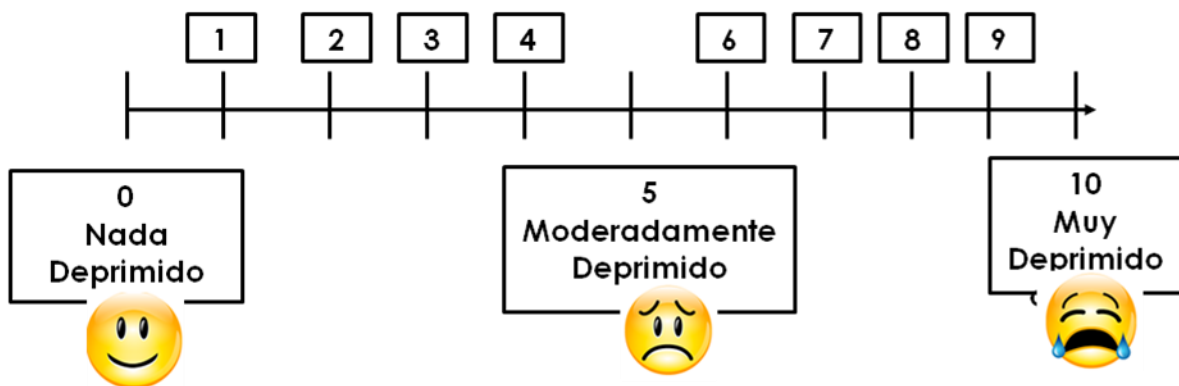 1 2 3 4 6 7 8 9
0
Nada
Deprimido
5
Moderadamente
Deprimido
10
Muy
Deprimido